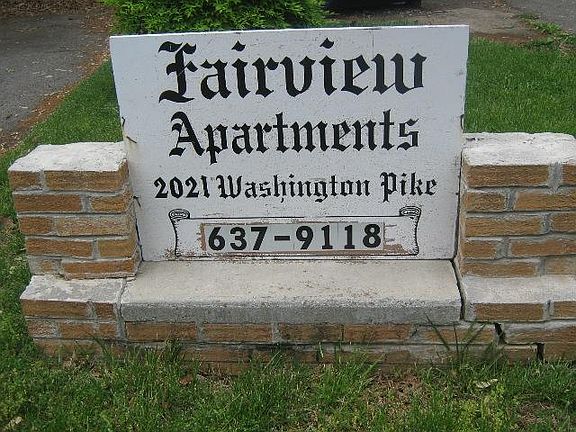 Fairview
Apartments
2021 Washington Pike
637-9118